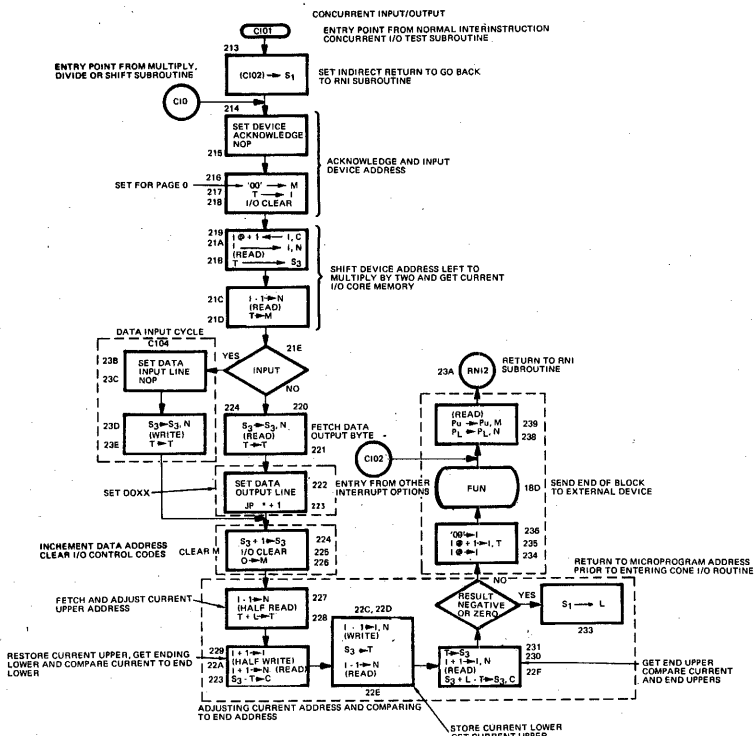 CONCURRENT INPUT/OUTPUT
CI01
ENTRY POINT FROM NORMAL INTERINSTRUCTION
CONCURRENT I/O TEST SUBROUTINE
213
(CI02) → S1
SET INDIRECT RETURN TO GO BACK
TO RNI SUBROUTINE
ENTRY POINT FROM MULTIPLY,
DIVIDE OR SHIFT SUBROUTINE
CIO
214
SET DEVICE
ACKNOWLEDGE
NOP
215
ACKNOWLEDGE AND INPUT
DEVICE ADDRESS
SET FOR PAGE 0
216
217
218
'00' → M
T → I
I/O CLEAR
219
21A
21B
I @ + 1 ← I, C
I → I, N
(READ)
T → S3
SHIFT DEVICE ADDRESS LEFT TO
MULTIPLY BY TWO AND GET CURRENT
I/O CORE MEMORY
21C
21D
I - 1→N
(READ)
T→M
DATA INPUT CYCLE
C104
23B
23C
SET DATA
INPUT LINE
NOP
YES
21E
INPUT
NO
23D
23E
S3→S3, N
(WRITE)
T→T
224
220
S3→S3, N
(READ)
T→T
221
FETCH DATA
OUTPUT BYTE
SET DOXX
SET DATA
OUTPUT LINE
JP * + 1
222
223
INCREMENT DATA ADDRESS
CLEAR I/O CONTROL CODES
CLEAR M
S3 + 1→S3
I/O CLEAR
O→M
224
225
226
FETCH AND ADJUST CURRENT
UPPER ADDRESS
I - 1→N
(HALF READ)
T + L→T
227
228
RESTORE CURRENT UPPER, GET ENDING
LOWER AND COMPARE CURRENT TO END
LOWER
229
22A
223
I + 1→I
(HALF WRITE)
I + 1→N (READ)
S3 - T→C
22C, 22D
I - 1→I, N
(WRITE)
S3 →T
I - 1→N
(READ)
22E
STORE CURRENT LOWER
T→S3
I + 1→I, N
(READ)
S3 + L - T→S3, C
231
230
22F
GET END UPPER
COMPARE CURRENT
AND END UPPERS
ADJUSTING CURRENT ADDRESS AND COMPARING
TO END ADDRESS
RESULT
NEGATIVE
OR ZERO
NO
YES
S1 → L
233
RETURN TO MICROPROGRAM ADDRESS
PRIOR TO ENTERING CONE I/O ROUTINE
'09'→I
I @ + 1→I, T
I @→I
236
235
234
FUN
18D
SEND END OF BLOCK
TO EXTERNAL DEVICE
CI02
ENTRY FROM OTHER
INTERRUPT OPTIONS
(READ)
PU → PU, M
PL → PL, N
239
238
23A
RNI2
RETURN TO RNI
SUBROUTINE